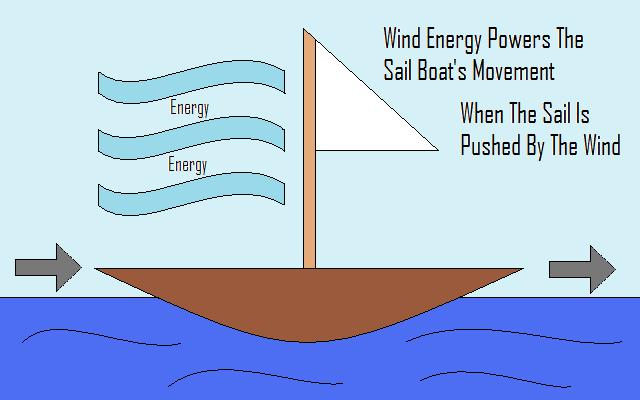 Wind Energy Powers The
Sail Boat's Movement
When The Sail Is
Pushed By The Wind
Energy
Energy